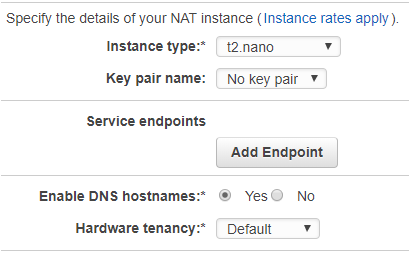 Specify the details of your NAT instance (Instance rates apply).
Instance type:* t2.nano
Key pair name: No key pair
Service endpoints
Add Endpoint
Enable DNS hostnames:* Yes No
Hardware tenancy:* Default